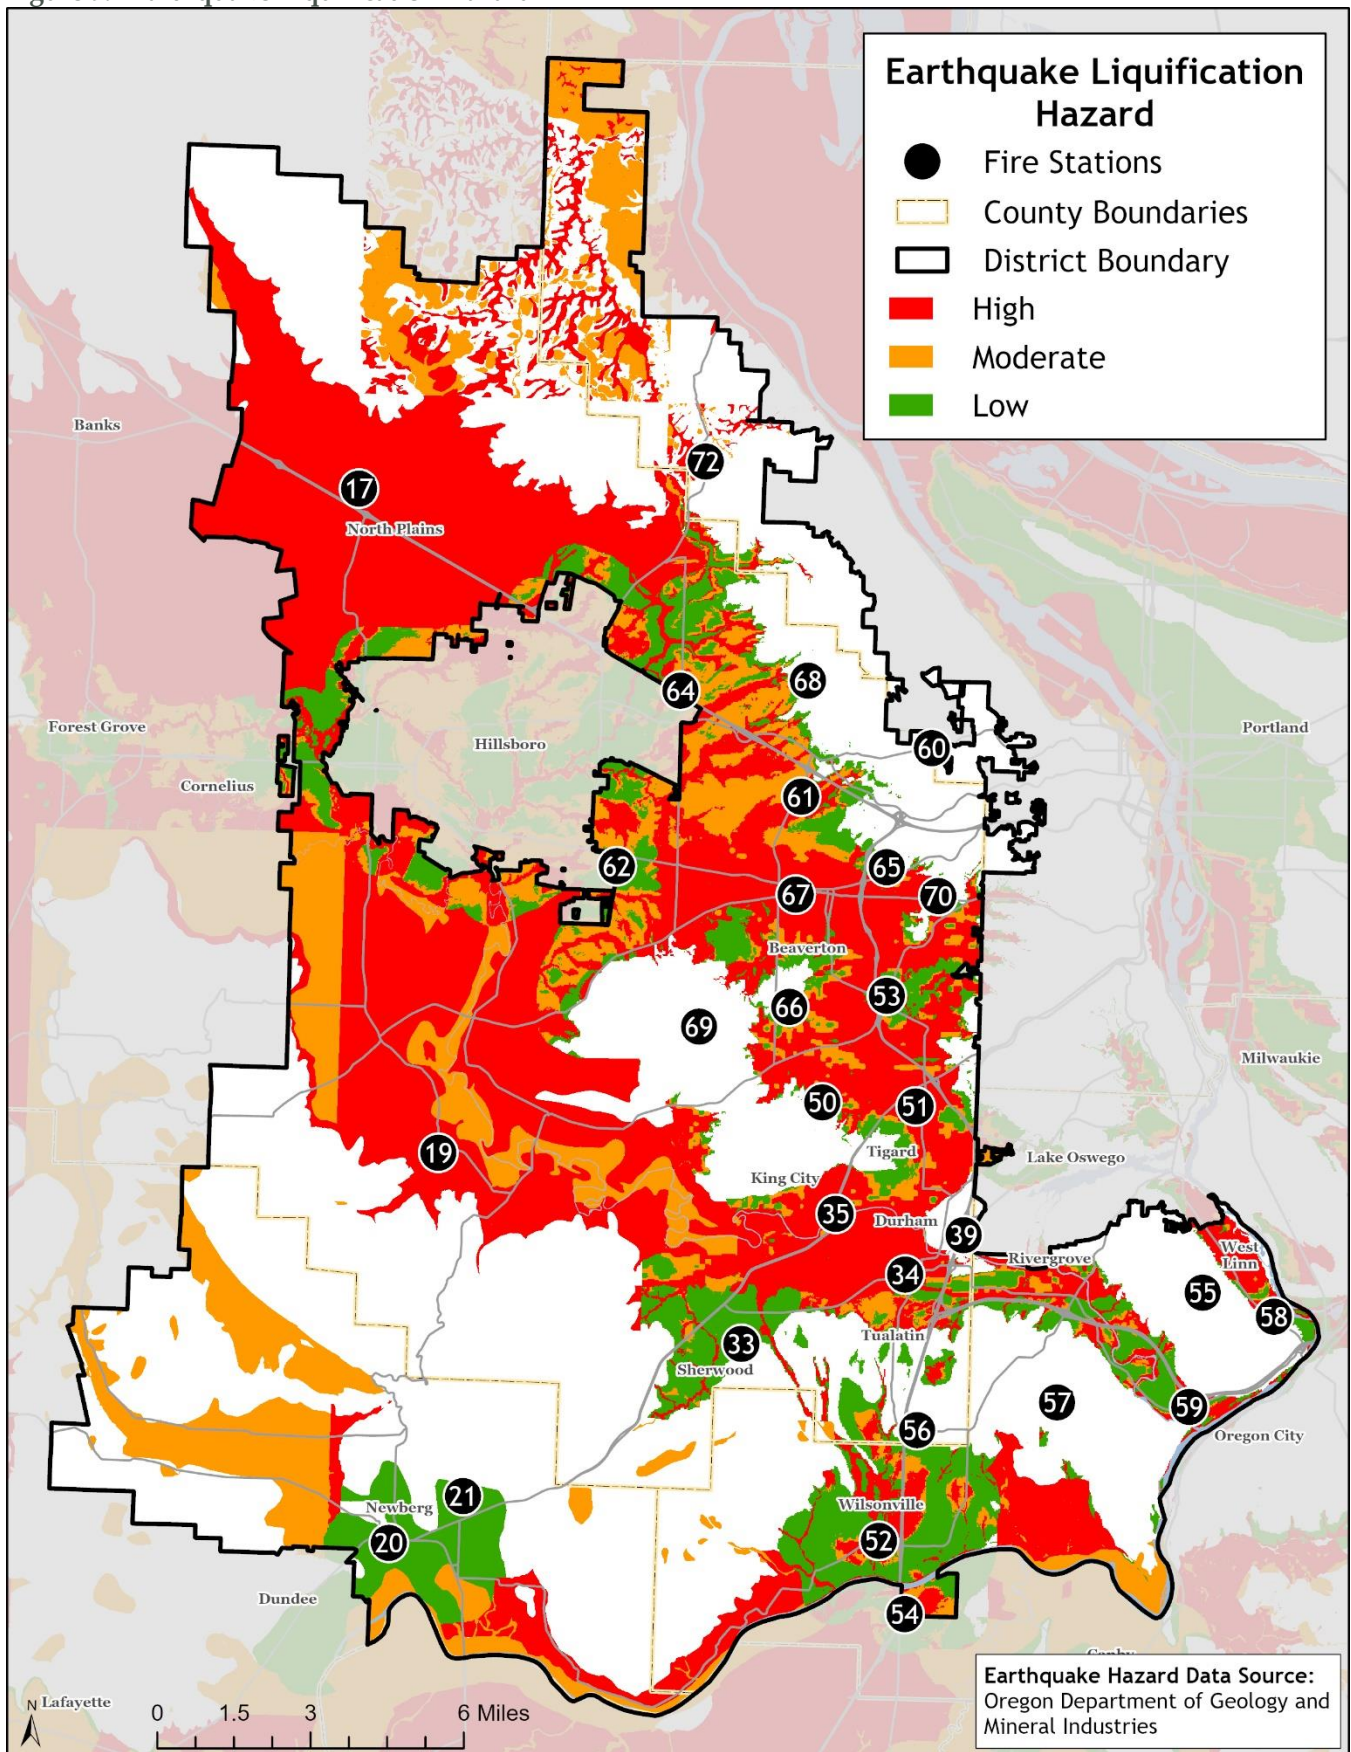 Earthquake Liquification
Hazard
Fire Stations
County Boundaries
District Boundary
High
Moderate
Low
Banks
72
17
North Plains
68
64
Forest Grove
Portland
Hillsboro
60
Cornelius
61
62
65
67
70
Beaverton
53
66
69
Milwaukie
50
51
19
Tigard
Lake Oswego
King City
35
Durham
39
West
Linn
Rivergrove
34
55
58
Tualatin
33
Sherwood
57
59
56
Oregon City
21
Newberg
Wilsonville
20
52
Dundee
54
Earthquake Hazard Data Source:
Oregon Department of Geology and
Mineral Industries
N
Lafayette
0 1.5 3 6 Miles